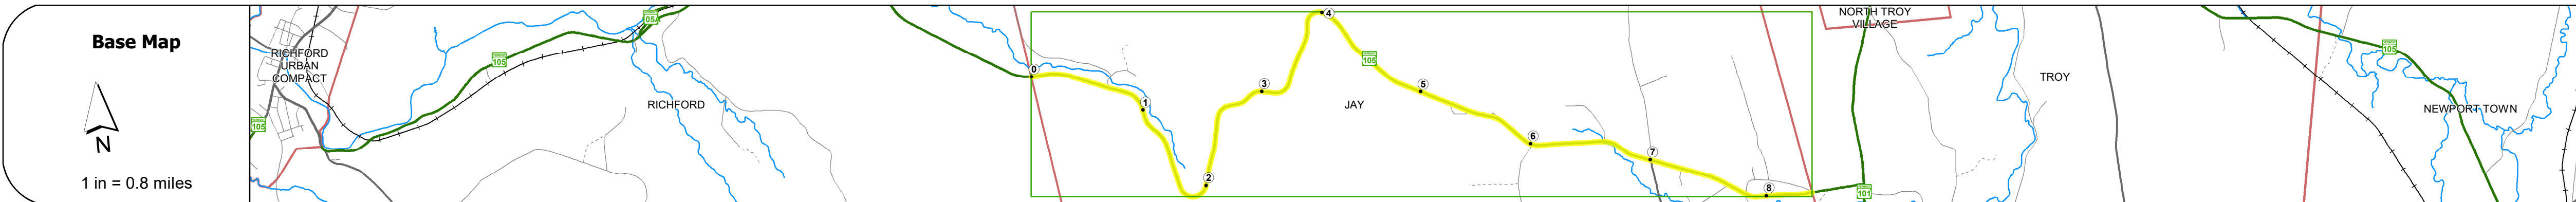 Base Map
N
1 in = 0.8 miles
RICHFORD
URBAN
COMPACT
105
105
05A
RICHFORD
0
1
2
3
4
105
JAY
5
6
7
8
NORTH TROY
VILLAGE
101
TROY
105
NEWPORT TOWN